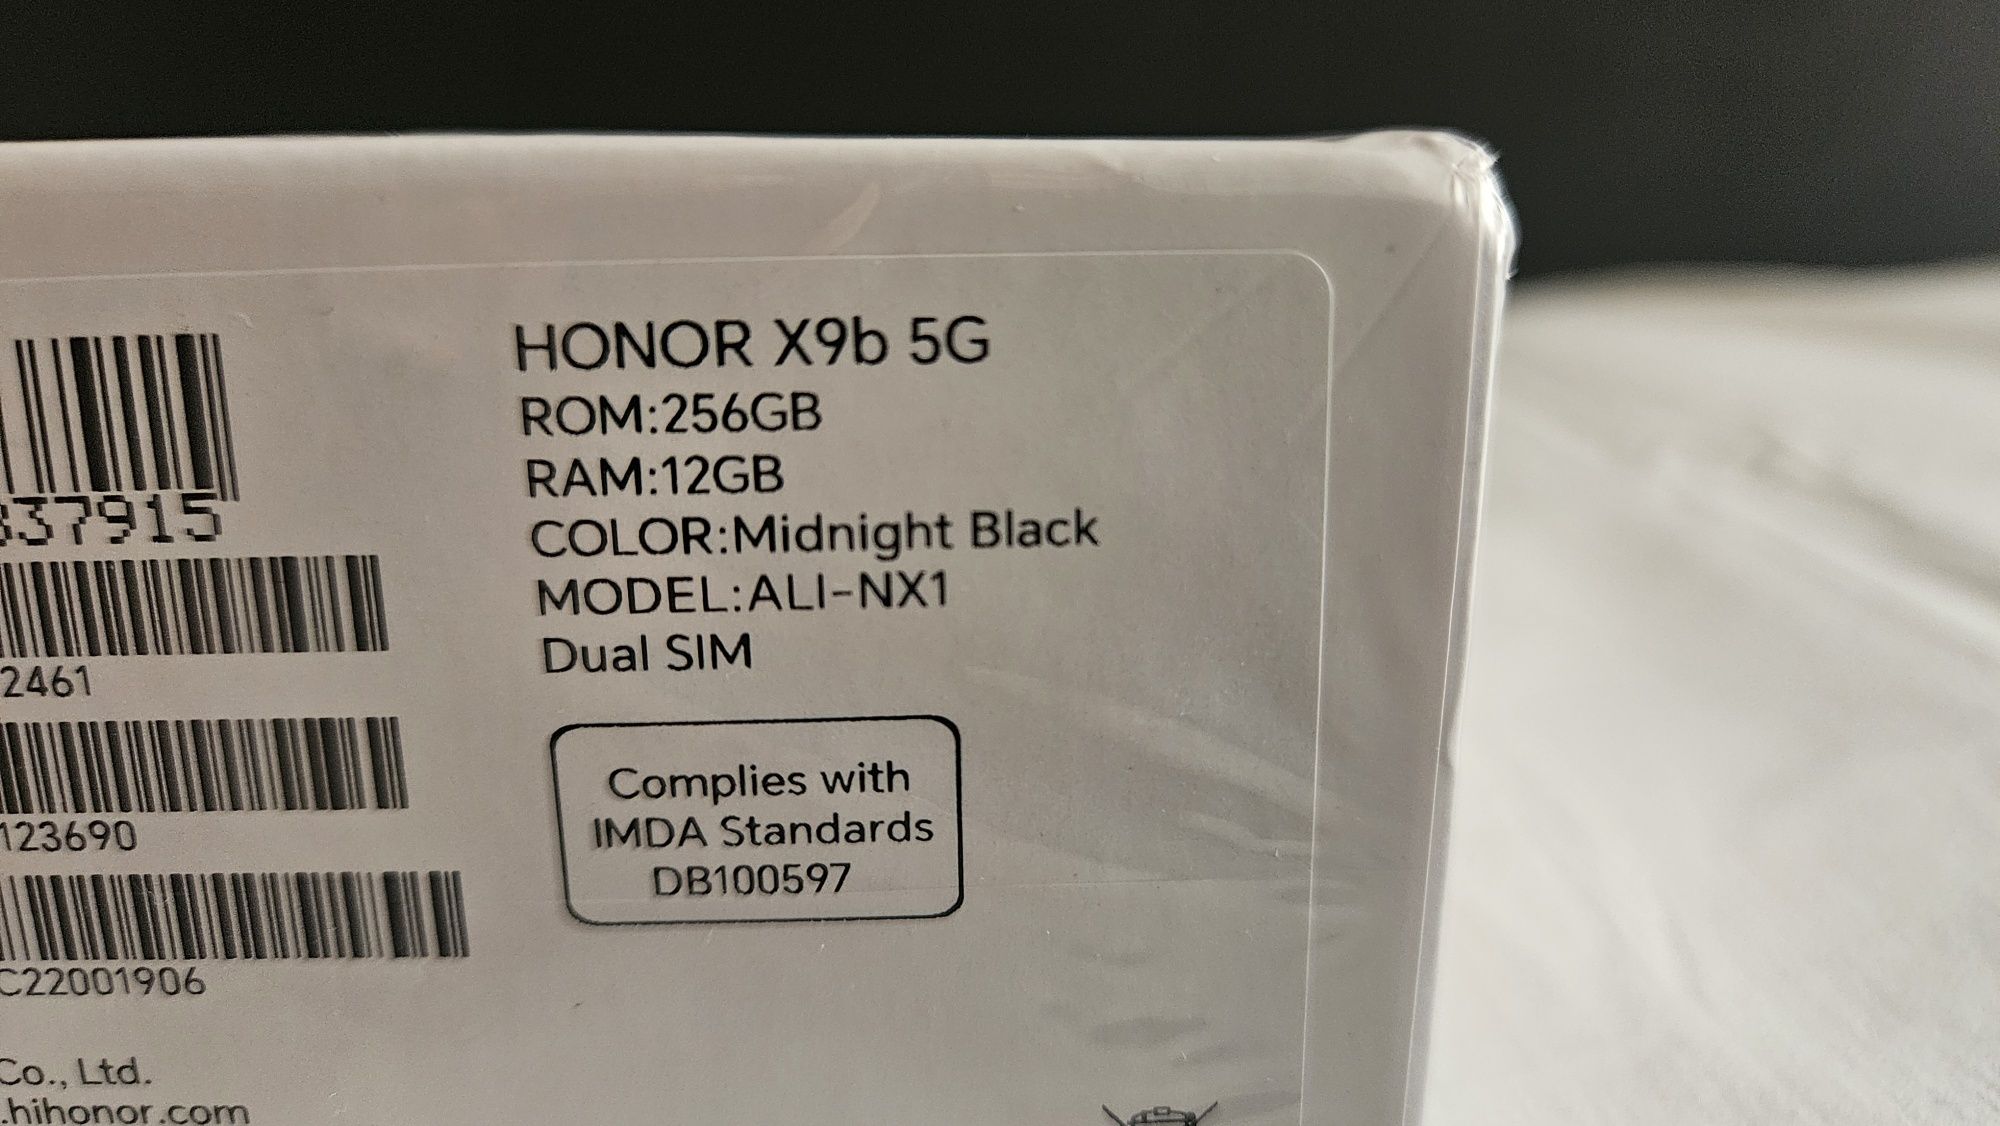 HONOR X9b 5G
ROM:256GB
RAM:12GB
COLOR:Midnight Black
MODEL:ALI-NX1
Dual SIM
Complies with
IMDA Standards
DB100597
37915
2461
123690
C22001906
Co., Ltd.
.hihonor.com